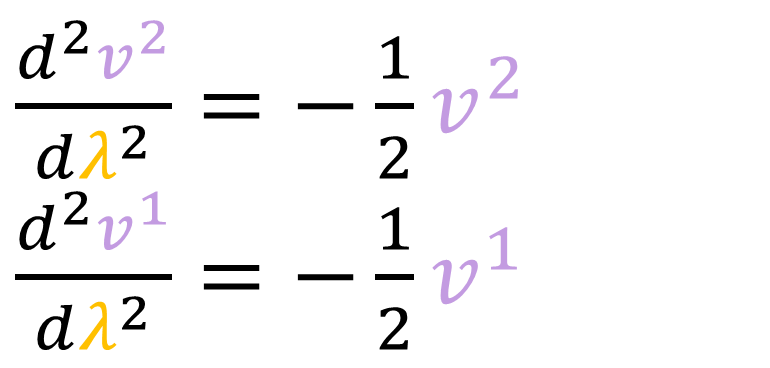 d²v²/dλ² = −1/2 v²
d²v¹/dλ² = −1/2 v¹